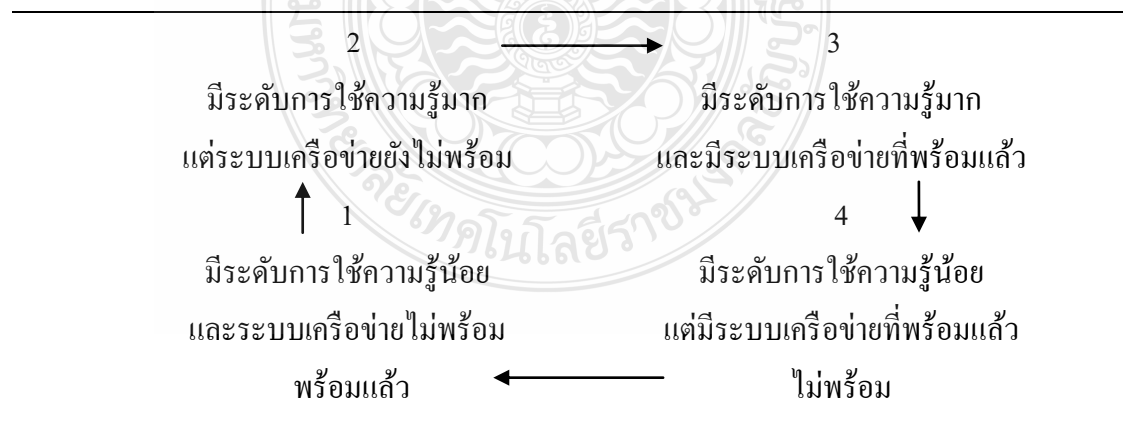 2 3
มีระดับการใช้ความรู้มาก มีระดับการใช้ความรู้มาก
แต่ระบบเครือข่ายยังไม่พร้อม และมีระบบเครือข่ายที่พร้อมแล้ว
1 4
มีระดับการใช้ความรู้น้อย มีระดับการใช้ความรู้น้อย
และระบบเครือข่ายไม่พร้อม แต่มีระบบเครือข่ายที่พร้อมแล้ว
พร้อมแล้ว ไม่พร้อม